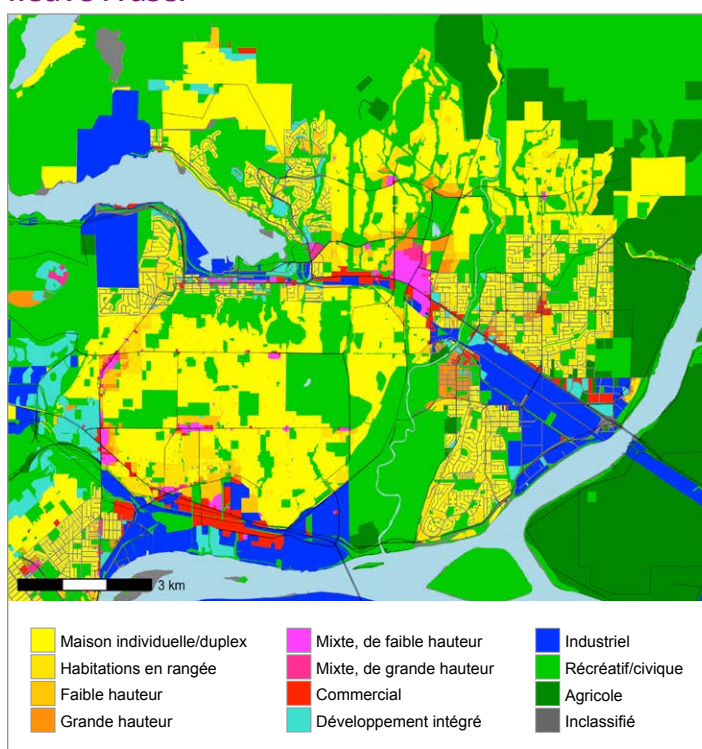 3 km
Maison individuelle/duplex
Habitations en rangée
Faible hauteur
Grande hauteur
Mixte, de faible hauteur
Mixte, de grande hauteur
Commercial
Développement intégré
Industriel
Récréatif/civique
Agricole
Inclassifié